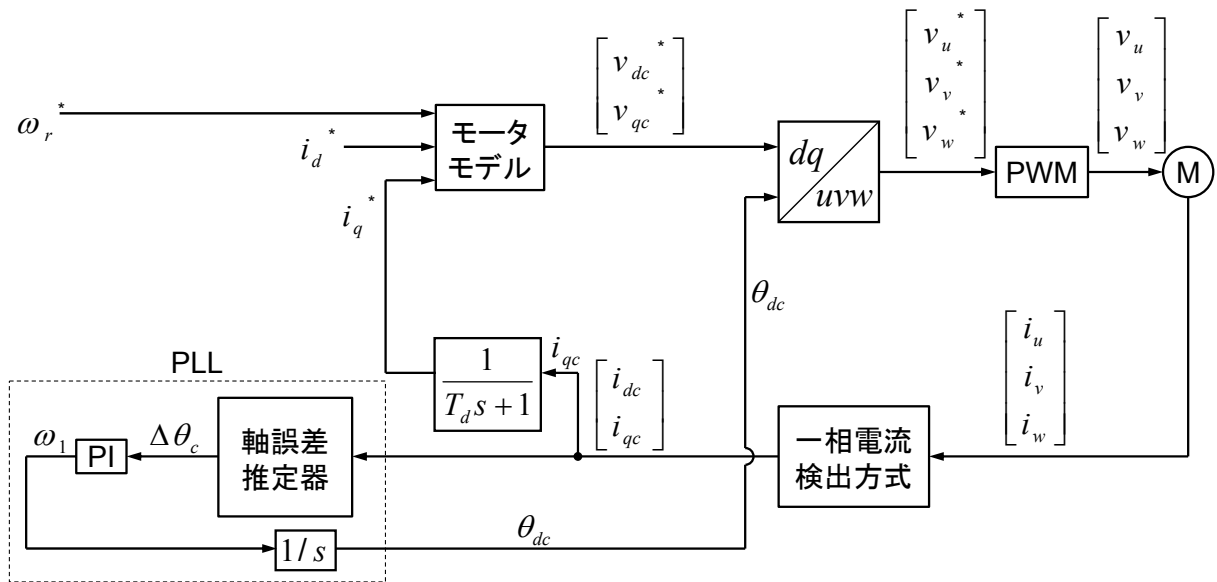 ω_r^*
i_d^*
i_q^*
モータ
モデル
[v_dc^*
v_qc^*]
dq
uvw
[v_u^*
v_v^*
v_w^*]
PWM
[v_u
v_v
v_w]
M
θ_dc
[i_u
i_v
i_w]
一相電流
検出方式
[i_dc
i_qc]
i_qc
1
T_d s + 1
PLL
軸誤差
推定器
Δθ_c
PI
ω_1
1/s
θ_dc